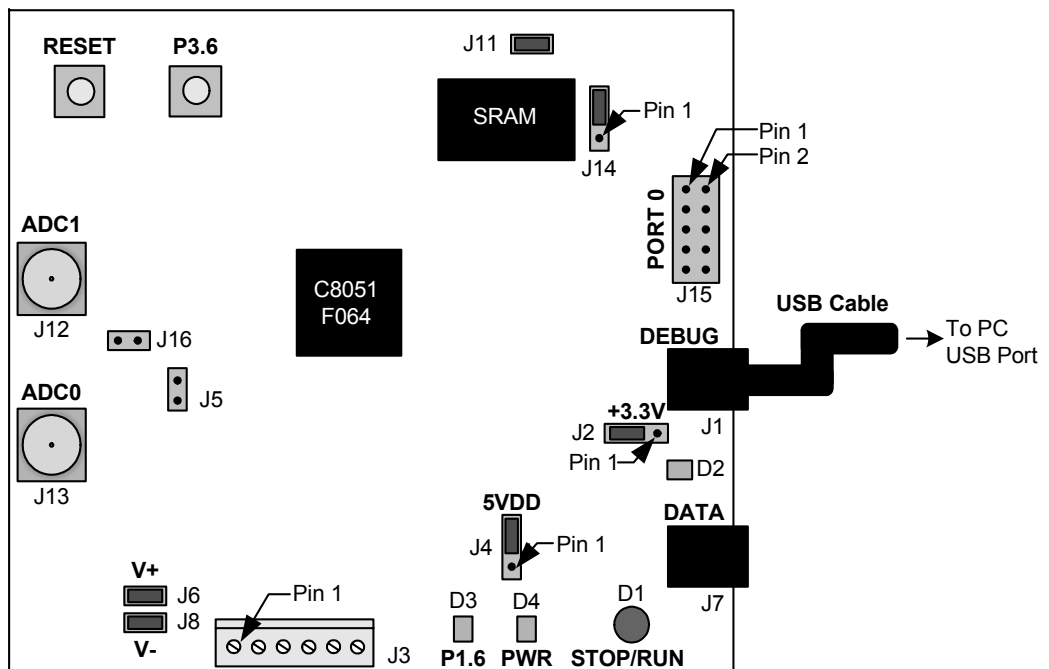 RESET
P3.6
J11
SRAM
Pin 1
J14
Pin 1
Pin 2
PORT 0
J15
ADC1
J12
C8051
F064
USB Cable
To PC
USB Port
DEBUG
J1
J16
J5
ADC0
J13
+3.3V
J2
Pin 1
D2
5VDD
J4
Pin 1
DATA
J7
V+
J6
J8
V-
Pin 1
J3
D3
P1.6
D4
PWR
D1
STOP/RUN